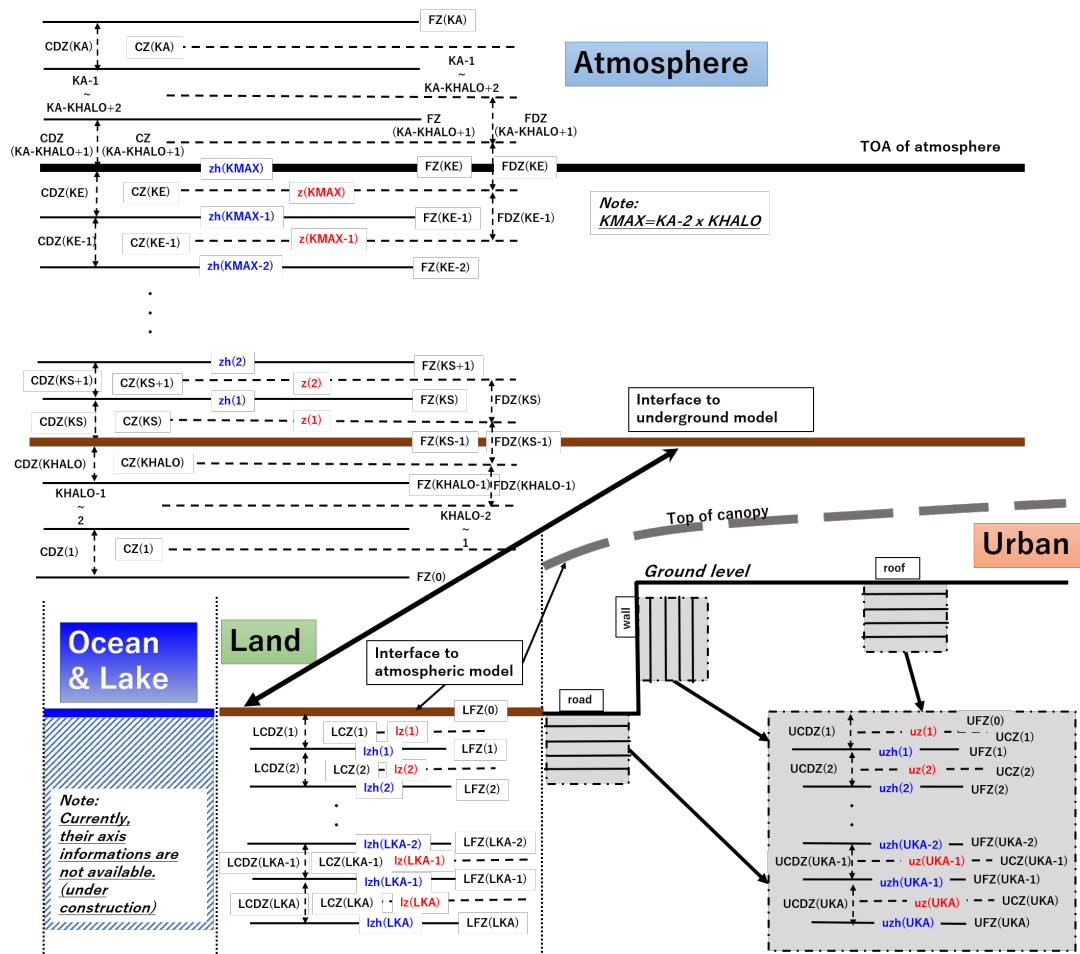 FZ(KA)
CDZ(KA)
CZ(KA)
Atmosphere
KA-1
~
KA-KHALO+2
KA-1
~
KA-KHALO+2
FZ
(KA-KHALO+1)
FDZ
(KA-KHALO+1)
CDZ
(KA-KHALO+1)
CZ
(KA-KHALO+1)
TOA of atmosphere
zh(KMAX)
FZ(KE)
FDZ(KE)
CDZ(KE)
CZ(KE)
z(KMAX)
Note:
KMAX=KA-2 x KHALO
zh(KMAX-1)
FZ(KE-1)
FDZ(KE-1)
CDZ(KE-1)
CZ(KE-1)
z(KMAX-1)
zh(KMAX-2)
FZ(KE-2)
zh(2)
FZ(KS+1)
CDZ(KS+1)
CZ(KS+1)
z(2)
zh(1)
FZ(KS)
FDZ(KS)
Interface to
underground model
CDZ(KS)
CZ(KS)
z(1)
FZ(KS-1)
FDZ(KS-1)
CDZ(KHALO)
CZ(KHALO)
FZ(KHALO-1)
FDZ(KHALO-1)
KHALO-1
~
2
KHALO-2
~
1
Top of canopy
CDZ(1)
CZ(1)
FZ(0)
Urban
Ground level
roof
wall
Ocean
& Lake
Land
Interface to
atmospheric model
road
LFZ(0)
LCDZ(1)
LCZ(1)
lz(1)
lzh(1)
LFZ(1)
LCDZ(2)
LCZ(2)
lz(2)
lzh(2)
LFZ(2)
UFZ(0)
UCDZ(1)
uz(1)
UCZ(1)
uzh(1)
UFZ(1)
UCDZ(2)
uz(2)
UCZ(2)
uzh(2)
UFZ(2)
Note:
Currently,
their axis
informations are
not available.
(under
construction)
lzh(LKA-2)
LFZ(LKA-2)
LCDZ(LKA-1)
LCZ(LKA-1)
lz(LKA-1)
lzh(LKA-1)
LFZ(LKA-1)
LCDZ(LKA)
LCZ(LKA)
lz(LKA)
lzh(LKA)
LFZ(LKA)
uzh(UKA-2)
UFZ(UKA-2)
UCDZ(UKA-1)
uz(UKA-1)
UCZ(UKA-1)
uzh(UKA-1)
UFZ(UKA-1)
UCDZ(UKA)
uz(UKA)
UCZ(UKA)
uzh(UKA)
UFZ(UKA)